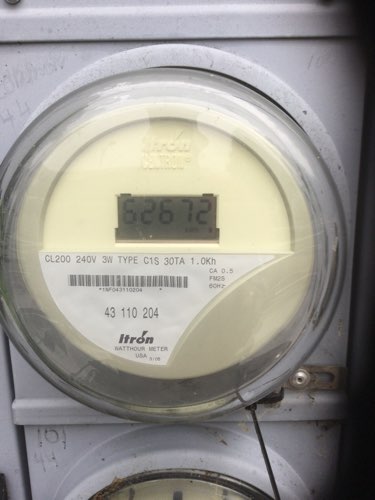 Itron
CENTRON®
62672
CL200 240V 3W TYPE C1S 30TA 1.0Kh
CA 0.5
FM2S
60Hz
*1NF043110204
43 110 204
Itron
WATTHOUR METER
USA